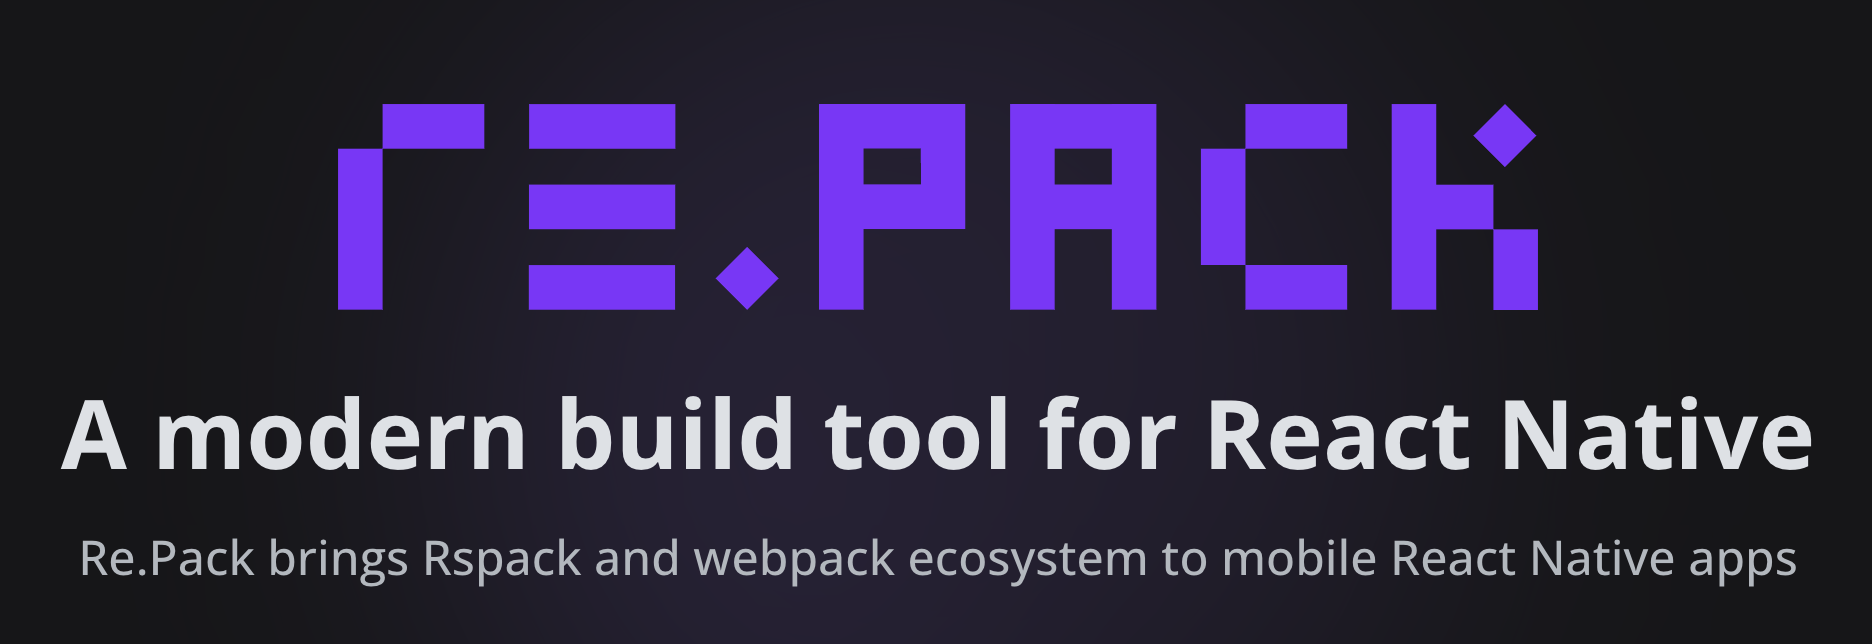 re.PACK
A modern build tool for React Native
Re.Pack brings Rspack and webpack ecosystem to mobile React Native apps